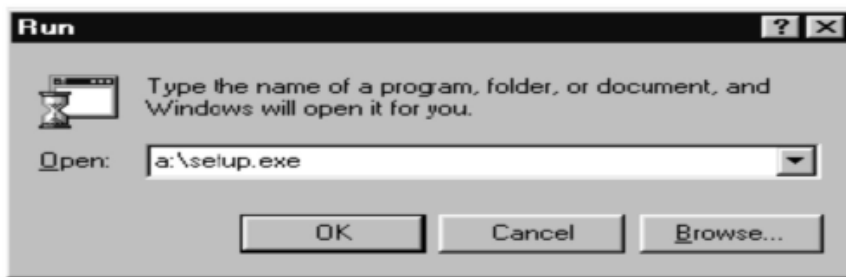 Run
Type the name of a program, folder, or document, and
Windows will open it for you.
Open: a:\setup.exe
OK Cancel Browse...